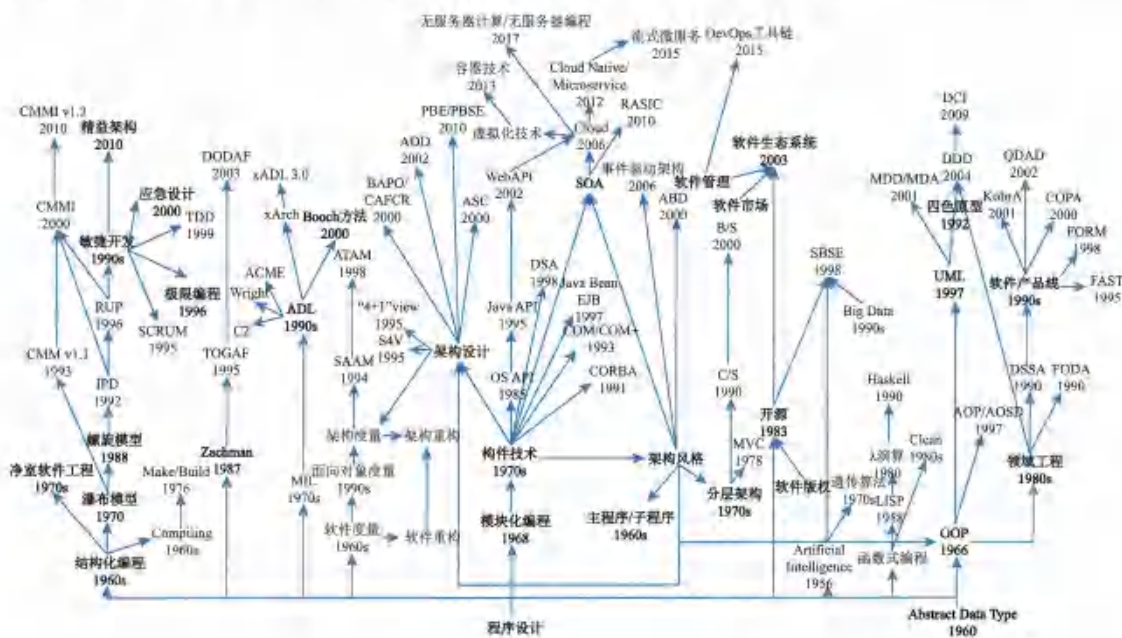 无服务器计算/无服务器编程
2017
流式微服务
2015
DevOps工具链
2015
容器技术
2013
Cloud Native/
Microservice
2012
CMMI v1.3
2010
精益架构
2010
PBE/PBSE
2010
虚拟化技术
Cloud
2006
RASIC
2010
DCI
2009
AOD
2002
软件生态系统
2003
DODAF
2003
xADL 3.0
BAPO/
CAFCR
2000
WebAPI
2002
SOA
事件驱动架构
2006
软件管理
DDD
2004
QDAD
2002
MDD/MDA
2001
应急设计
2000
xArch
Booch方法
2000
ASC
2000
ABD
2000
软件市场
四色原型
1992
KobrA
2001
COPA
2000
CMMI
2000
TDD
1999
B/S
2000
敏捷开发
1990s
ATAM
1998
DSA
1998
SBSE
1998
FORM
1998
ACME
Java Bean
EJB
1997
UML
1997
软件产品线
1990s
FAST
1995
极限编程
1996
Wright
ADL
1990s
"4+1"view
1995
Java API
1995
Big Data
1990s
RUP
1996
SCRUM
1995
C2
S4V
1995
架构设计
COM/COM+
1993
CMM v1.1
1993
TOGAF
1995
SAAM
1994
OS API
1985
CORBA
1991
C/S
1990
Haskell
1990
DSSA
1990
FODA
1990
IPD
1992
开源
1983
AOP/AOSD
1997
螺旋模型
1988
架构度量
架构重构
构件技术
1970s
架构风格
MVC
1978
λ演算
1980
Clean
1980s
净室软件工程
1970s
Make/Build
1976
Zachman
1987
面向对象度量
1990s
分层架构
1970s
软件版权
遗传算法
1970s
领域工程
1980s
瀑布模型
1970
MIL
1970s
模块化编程
1968
主程序/子程序
1960s
LISP
1958
Compiling
1960s
软件度量
1960s
软件重构
OOP
1966
结构化编程
1960s
Artificial
Intelligence
1956
函数式编程
程序设计
Abstract Data Type
1960